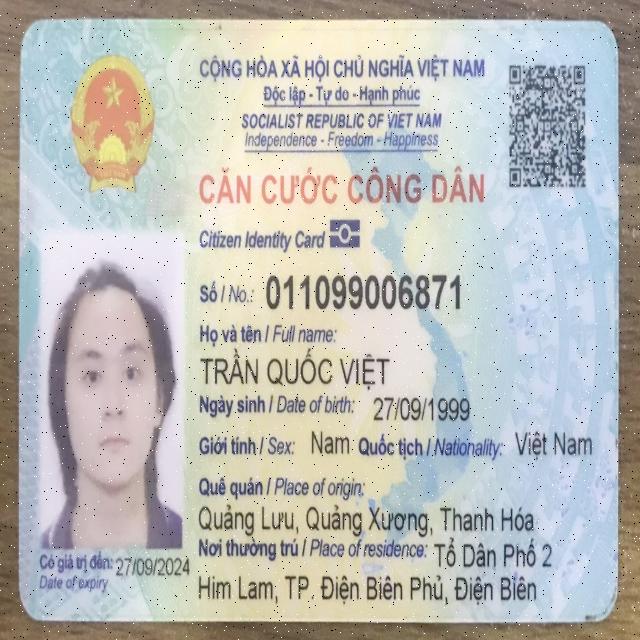 CỘNG HÒA XÃ HỘI CHỦ NGHĨA VIỆT NAM
Độc lập - Tự do - Hạnh phúc
SOCIALIST REPUBLIC OF VIET NAM
Independence - Freedom - Happiness
CĂN CƯỚC CÔNG DÂN
Citizen Identity Card
Số / No.: 011099006871
Họ và tên / Full name:
TRẦN QUỐC VIỆT
Ngày sinh / Date of birth: 27/09/1999
Giới tính / Sex: Nam Quốc tịch / Nationality: Việt Nam
Quê quán / Place of origin:
Quảng Lưu, Quảng Xương, Thanh Hóa
Nơi thường trú / Place of residence: Tổ Dân Phố 2
Him Lam, TP. Điện Biên Phủ, Điện Biên
Có giá trị đến: 27/09/2024
Date of expiry